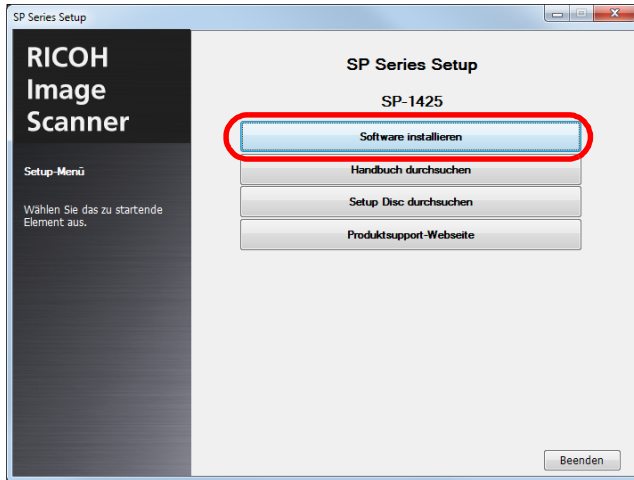 SP Series Setup
RICOH
Image
Scanner
Setup-Menü
Wählen Sie das zu startende
Element aus.
SP Series Setup
SP-1425
Software installieren
Handbuch durchsuchen
Setup Disc durchsuchen
Produktsupport-Webseite
Beenden